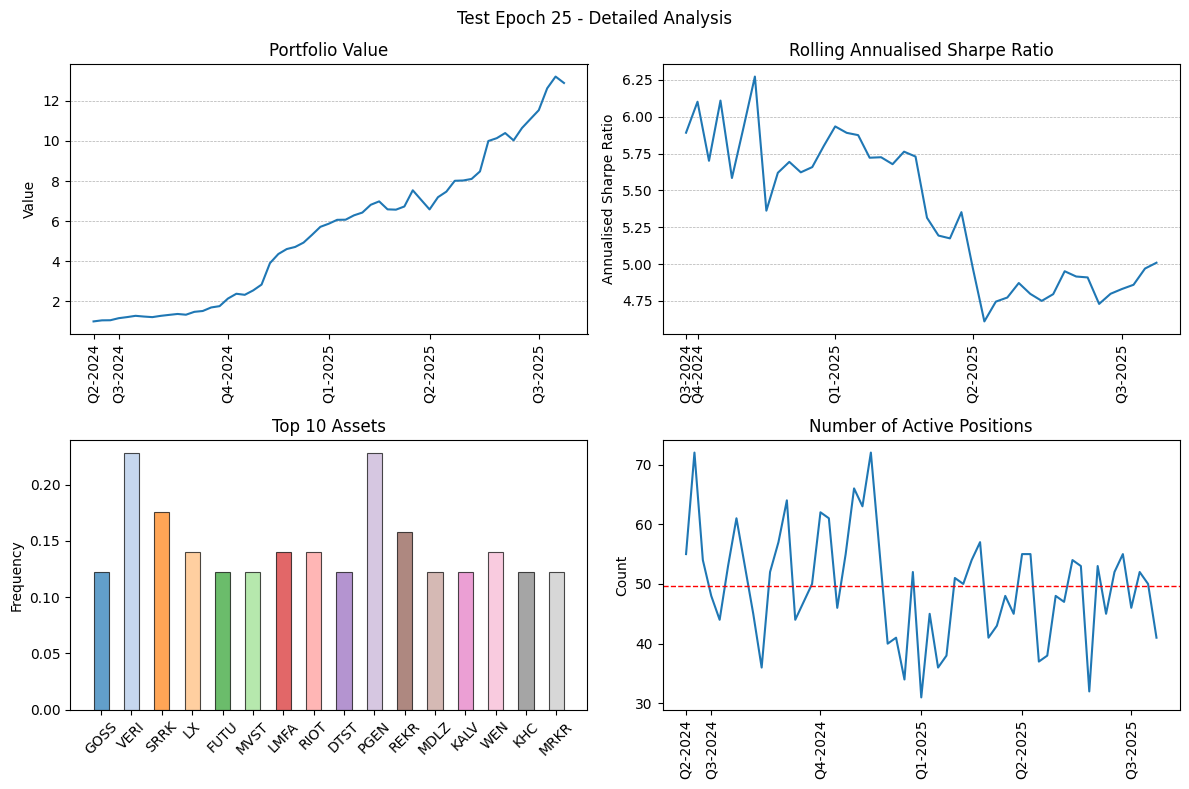 Test Epoch 25 - Detailed Analysis
Portfolio Value
Value
12
10
8
6
4
2
Q2-2024
Q3-2024
Q4-2024
Q1-2025
Q2-2025
Q3-2025
Rolling Annualised Sharpe Ratio
Annualised Sharpe Ratio
6.25
6.00
5.75
5.50
5.25
5.00
4.75
Q3-2024
Q4-2024
Q1-2025
Q2-2025
Q3-2025
Top 10 Assets
Frequency
0.20
0.15
0.10
0.05
0.00
GOSS
VERI
SRRK
LX
FUTU
MVST
LMFA
RIOT
DTST
PGEN
REKR
MDLZ
KALV
WEN
KHC
MRKR
Number of Active Positions
Count
70
60
50
40
30
Q2-2024
Q3-2024
Q4-2024
Q1-2025
Q2-2025
Q3-2025